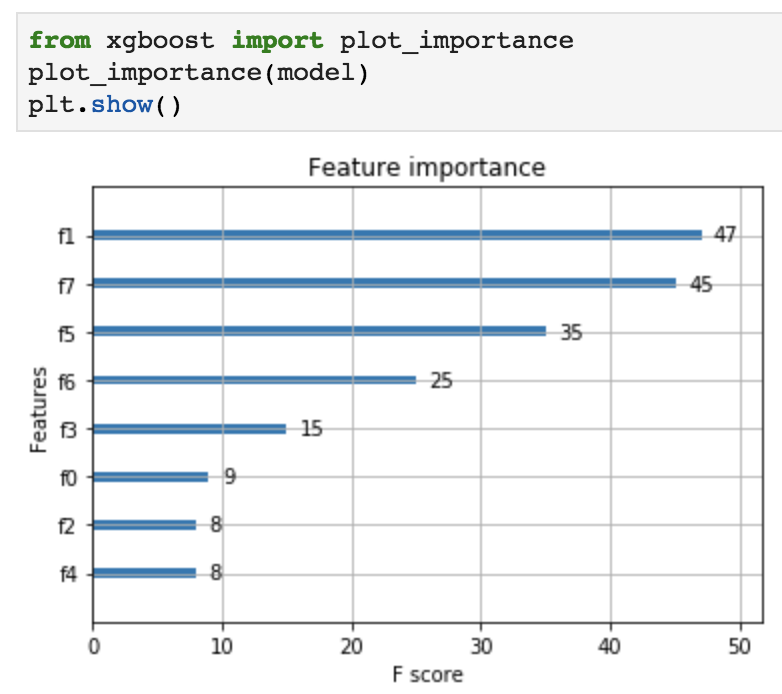 from xgboost import plot_importance
plot_importance(model)
plt.show()
Feature importance
f1 47
f7 45
f5 35
f6 25
f3 15
f0 9
f2 8
f4 8
Features
0 10 20 30 40 50
F score